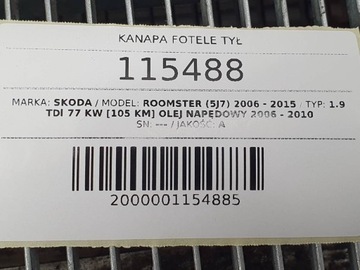 KANAPA FOTELE TYŁ
115488
MARKA: SKODA / MODEL: ROOMSTER (5J7) 2006 - 2015 / TYP: 1.9
TDI 77 KW [105 KM] OLEJ NAPĘDOWY 2006 - 2010
SN: --- / JAKOŚĆ: A
2000001154885